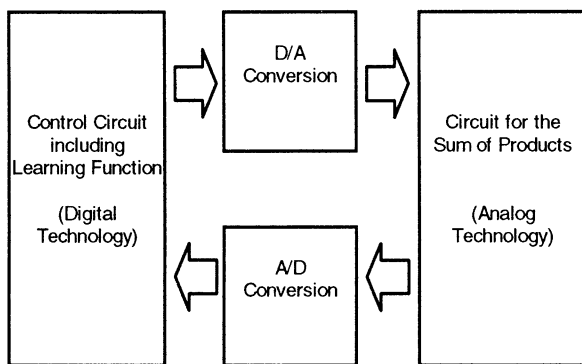 Control Circuit
including
Learning Function
(Digital
Technology)
D/A
Conversion
A/D
Conversion
Circuit for the
Sum of Products
(Analog
Technology)